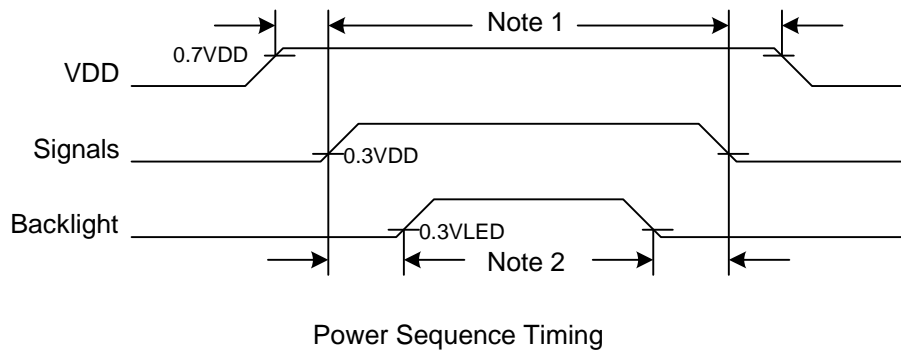 Note 1
0.7VDD
VDD
Signals
0.3VDD
Backlight
0.3VLED
Note 2
Power Sequence Timing